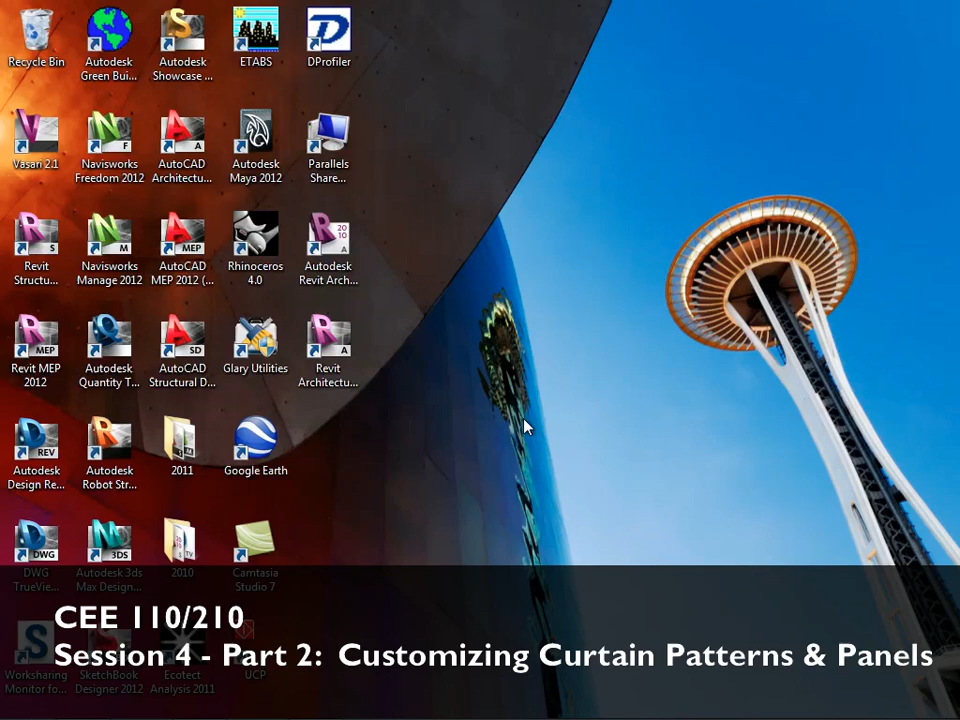 Recycle Bin
Autodesk
Green Bui...
Autodesk
Showcase ...
ETABS
DProfiler
Vasari 2.1
Navisworks
Freedom 2012
AutoCAD
Architectu...
Autodesk
Maya 2012
Parallels
Share...
Revit
Structu...
Navisworks
Manage 2012
AutoCAD
MEP 2012 (...
Rhinoceros
4.0
Autodesk
Revit Arch...
Revit MEP
2012
Autodesk
Quantity T...
AutoCAD
Structural D...
Glary Utilities
Revit
Architectu...
Autodesk
Design Re...
Autodesk
Robot Str...
2011
Google Earth
DWG
TrueVie...
Autodesk 3ds
Max Design...
2010
Camtasia
Studio 7
CEE 110/210
Session 4 - Part 2: Customizing Curtain Patterns & Panels
Worksharing
Monitor fo...
SketchBook
Designer 2012
Ecotect
Analysis 2011
UCP